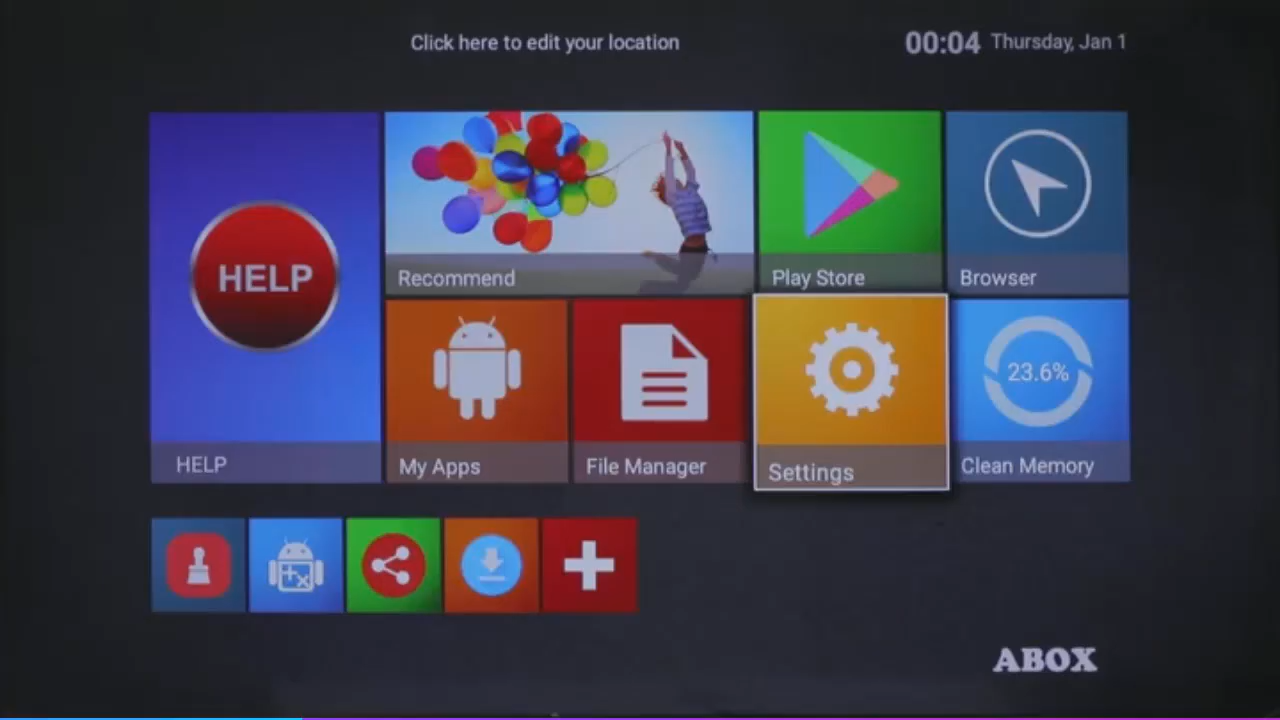 Click here to edit your location
00:04 Thursday, Jan 1
HELP
HELP
Recommend
Play Store
Browser
My Apps
File Manager
Settings
23.6%
Clean Memory
ABOX